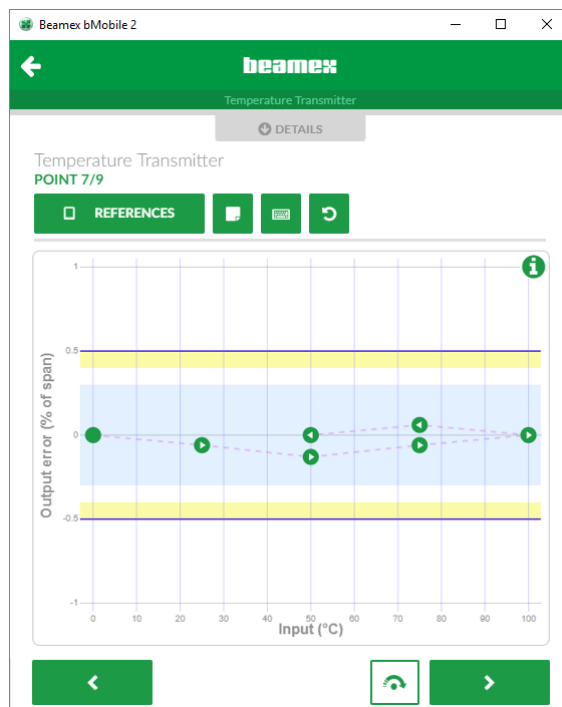 Beamex bMobile 2
beamex
Temperature Transmitter
DETAILS
Temperature Transmitter
POINT 7/9
REFERENCES
i
1
0.5
0
-0.5
-1
Output error (% of span)
0 10 20 30 40 50 60 70 80 90 100
Input (°C)